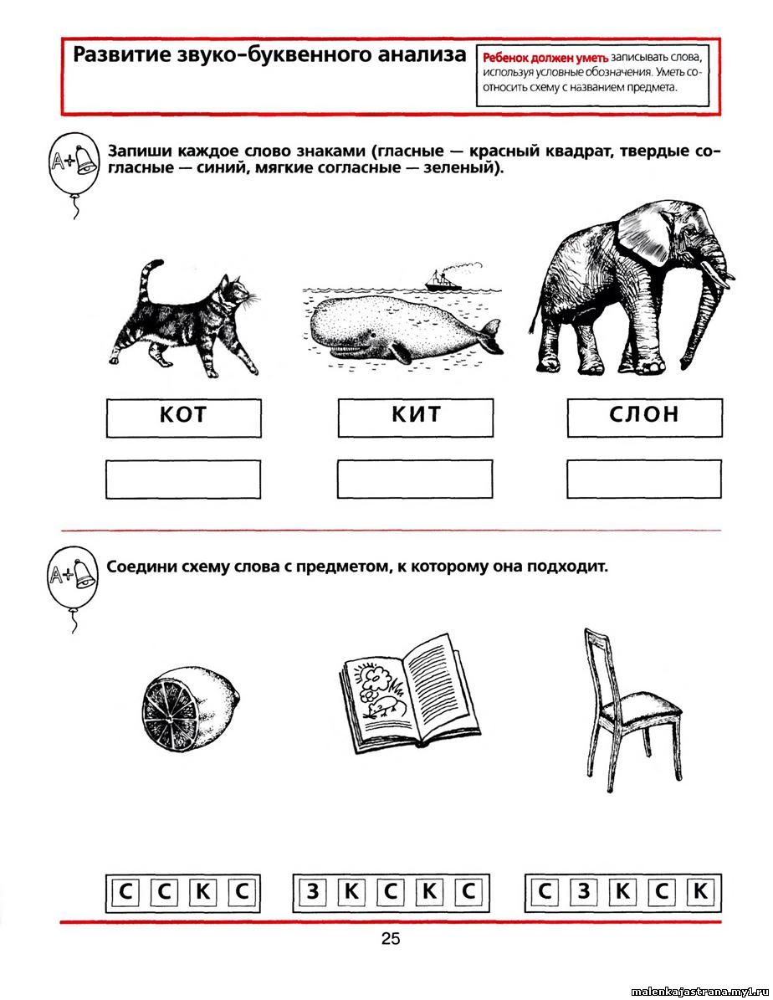 Развитие звуко-буквенного анализа
Ребенок должен уметь записывать слова,
используя условные обозначения. Уметь со-
относить схему с названием предмета.
А+
Запиши каждое слово знаками (гласные — красный квадрат, твердые со-
гласные — синий, мягкие согласные — зеленый).
КОТ
КИТ
СЛОН
А+
Соедини схему слова с предметом, к которому она подходит.
С С К С
З К С К С
С З К С К
25
malenkajastrana.my1.ru